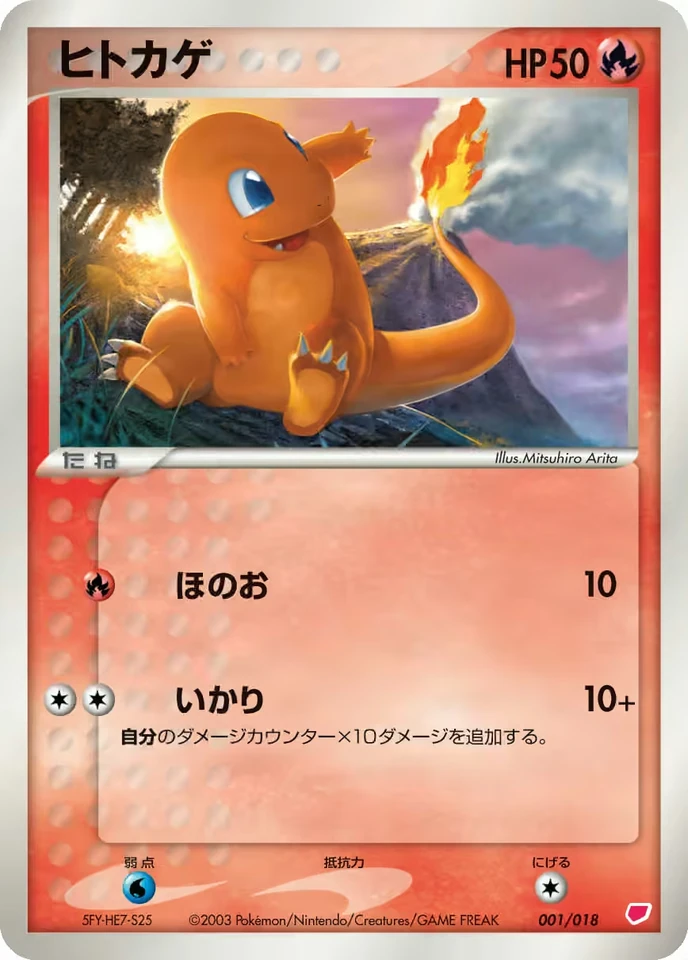 ヒトカゲ
HP50
たね
Illus.Mitsuhiro Arita
ほのお 10
いかり 10+
自分のダメージカウンター×10ダメージを追加する。
弱点 抵抗力 にげる
5FY-HE7-S25 ©2003 Pokémon/Nintendo/Creatures/GAME FREAK 001/018